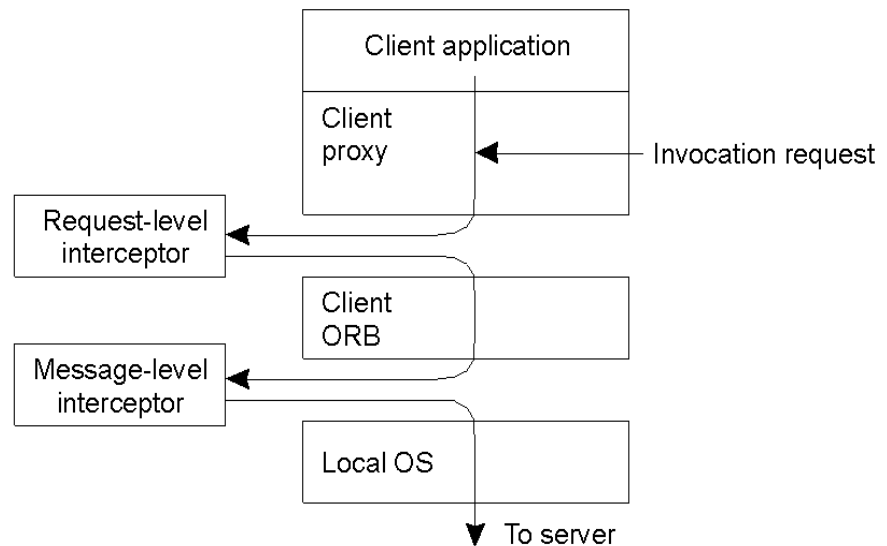 Client application
Client
proxy
Invocation request
Request-level
interceptor
Client
ORB
Message-level
interceptor
Local OS
To server